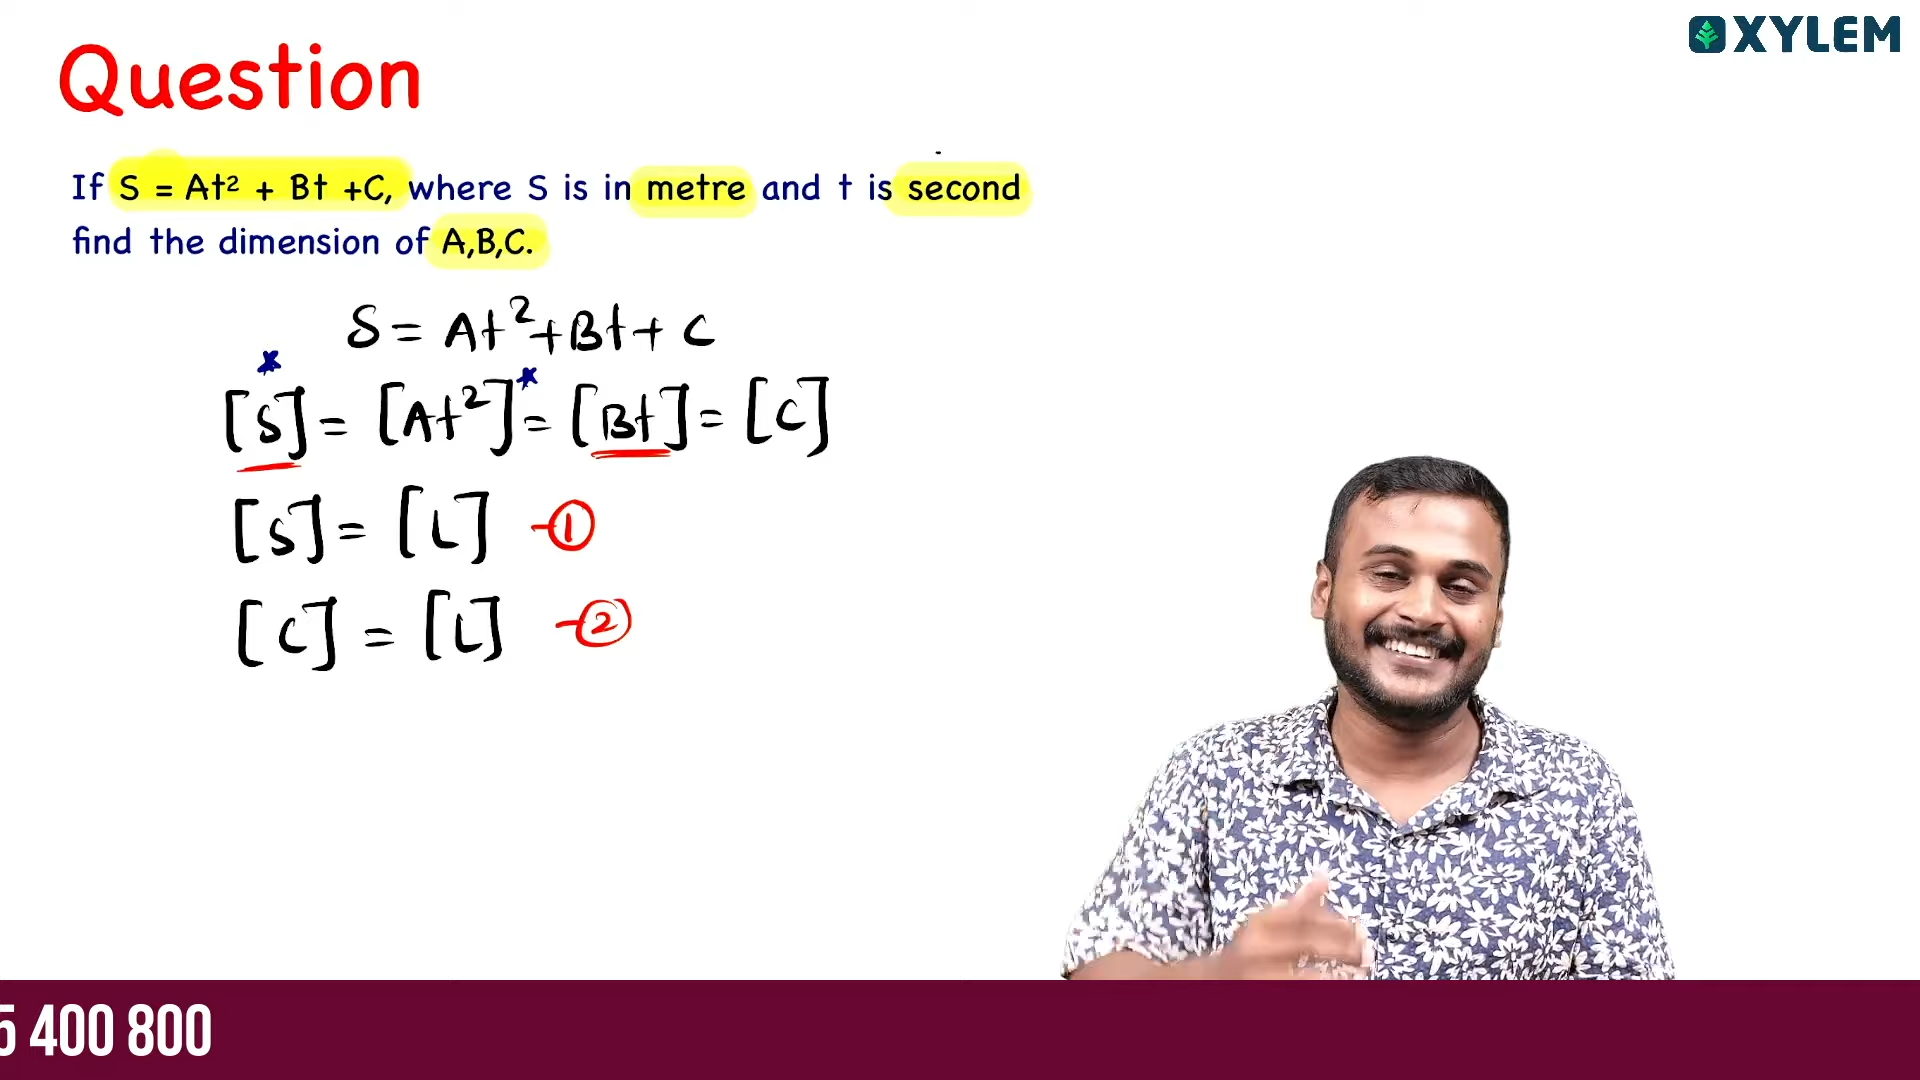 XYLEM
Question
If S = At² + Bt +C, where S is in metre and t is second
find the dimension of A,B,C.
S = At² + Bt + C
[S] = [At²] = [Bt] = [C]
[S] = [L] -①
[C] = [L] -②
5 400 800